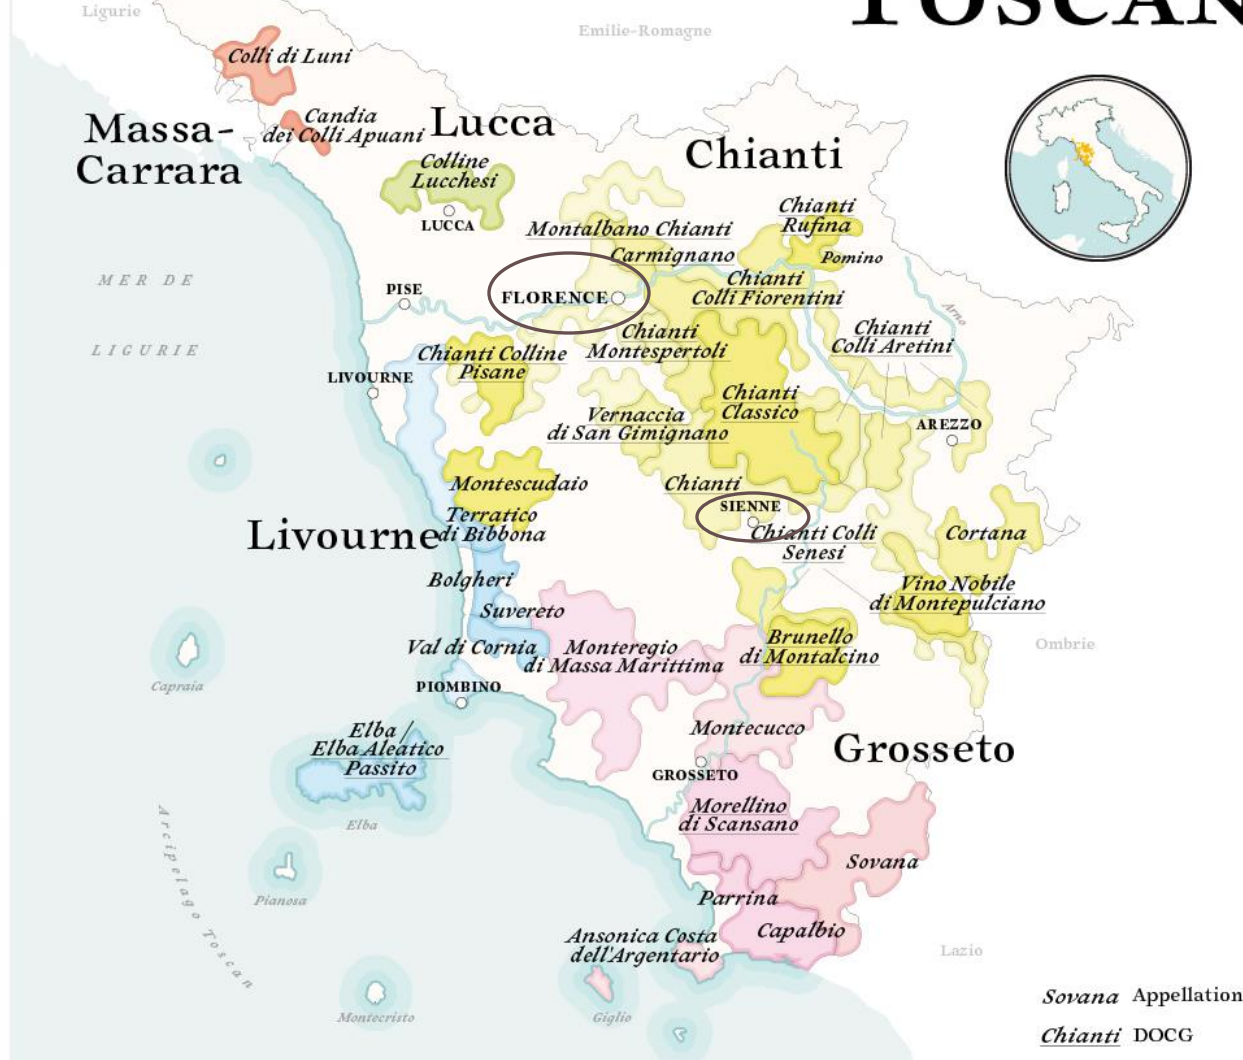 TOSCAN
Ligurie
Emilie-Romagne
Colli di Luni
Massa-
Carrara
Candia
dei Colli Apuani
Lucca
Colline
Lucchesi
LUCCA
Chianti
Chianti
Rufina
Montalbano Chianti
Carmignano
Pomino
MER DE
LIGURIE
PISE
FLORENCE
Chianti
Colli Fiorentini
Arno
Chianti
Montespertoli
Chianti
Colli Aretini
Chianti Colline
Pisane
LIVOURNE
Chianti
Classico
Vernaccia
di San Gimignano
AREZZO
Chianti
Montescudaio
SIENNE
Terratico
di Bibbona
Livourne
Chianti Colli
Senesi
Cortana
Bolgheri
Suvereto
Vino Nobile
di Montepulciano
Val di Cornia
Monteregio
di Massa Marittima
Brunello
di Montalcino
Ombrie
Capraia
PIOMBINO
Elba /
Elba Aleatico
Passito
Montecucco
Grosseto
GROSSETO
Elba
Morellino
di Scansano
Sovana
Arcipelago Toscan
Pianosa
Parrina
Capalbio
Ansonica Costa
dell'Argentario
Lazio
Montecristo
Giglio
Sovana Appellation
Chianti DOCG